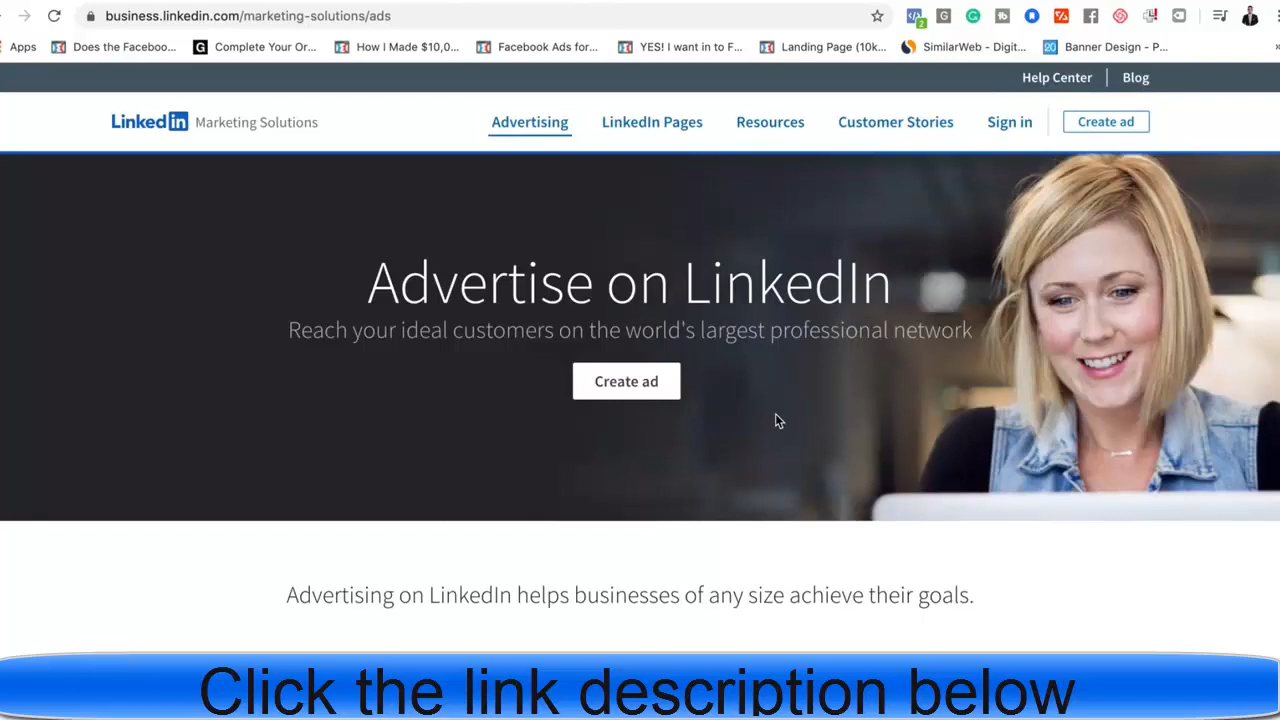 business.linkedin.com/marketing-solutions/ads
2
Apps Does the Faceboo... G Complete Your Or... How I Made $10,0... Facebook Ads for... YES! I want in to F... Landing Page (10k... SimilarWeb - Digit... 20 Banner Design - P... »
Help Center Blog
Linkedin Marketing Solutions Advertising LinkedIn Pages Resources Customer Stories Sign in Create ad
Advertise on LinkedIn
Reach your ideal customers on the world's largest professional network
Create ad
Advertising on LinkedIn helps businesses of any size achieve their goals.
Click the link description below